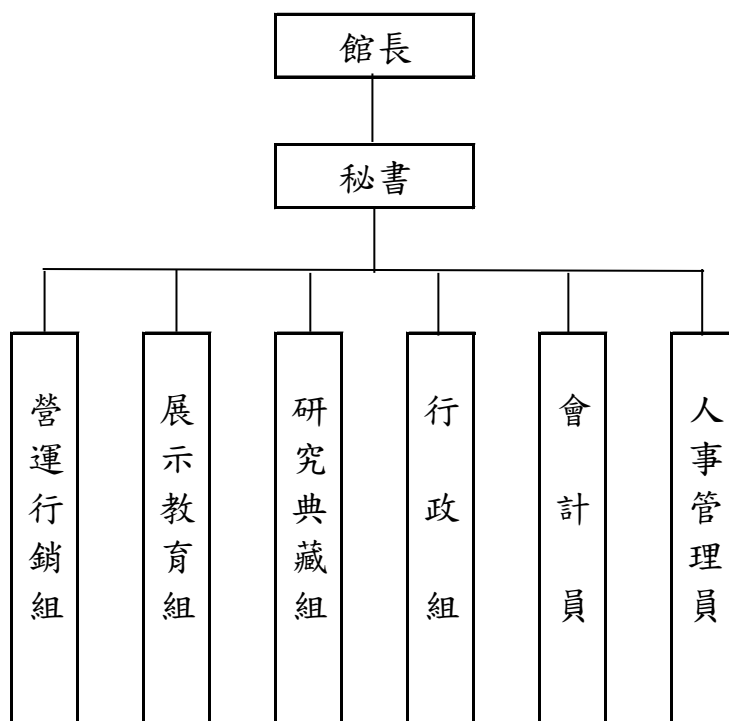 館長
秘書
營運行銷組
展示教育組
研究典藏組
行政組
會計員
人事管理員